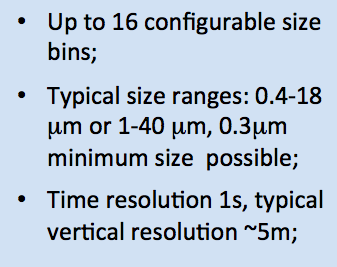 • Up to 16 configurable size
bins;
• Typical size ranges: 0.4-18
μm or 1-40 μm, 0.3μm
minimum size  possible;
• Time resolution 1s, typical
vertical resolution ~5m;